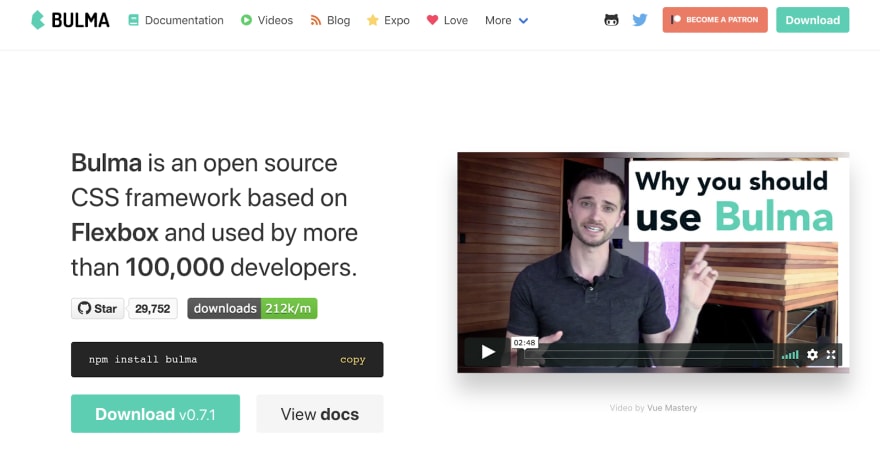 BULMA
Documentation
Videos
Blog
Expo
Love
More
BECOME A PATRON
Download
Bulma is an open source
CSS framework based on
Flexbox and used by more
than 100,000 developers.
Star
29,752
downloads 212k/m
npm install bulma
copy
Download v0.7.1
View docs
Why you should
use Bulma
02:48
Video by Vue Mastery